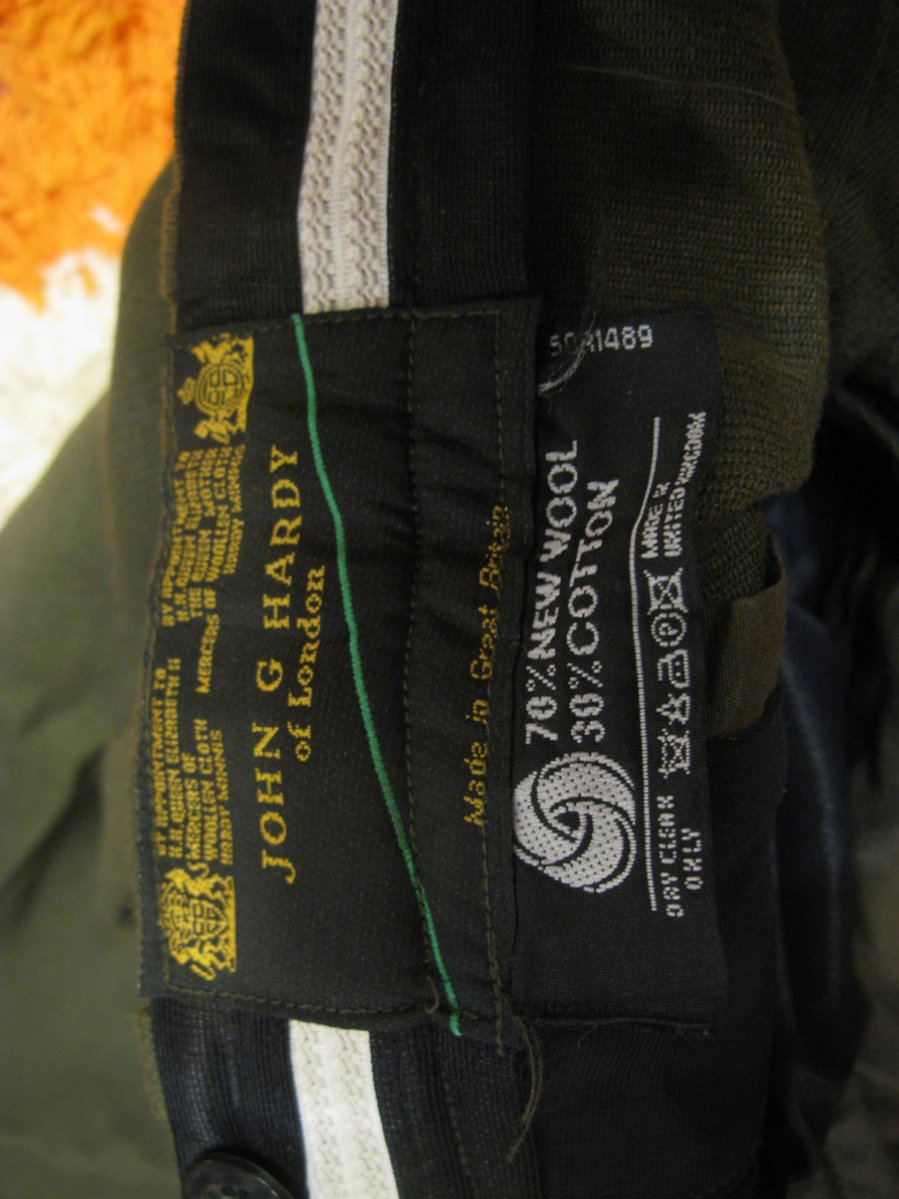 BY APPOINTMENT TO
H.M. QUEEN ELIZABETH II
MERCERS OF
WOOLLEN CLOTH
HARDY MINNIS
BY APPOINTMENT TO
H.M. QUEEN ELIZABETH
THE QUEEN MOTHER
MERCERS OF WOOLLEN CLOTH
HARDY MINNIS
JOHN G HARDY
of London
Made in Great Britain
70% NEW WOOL
30% COTTON
DRY CLEAN
ONLY
MADE IN
UNITED KINGDOM